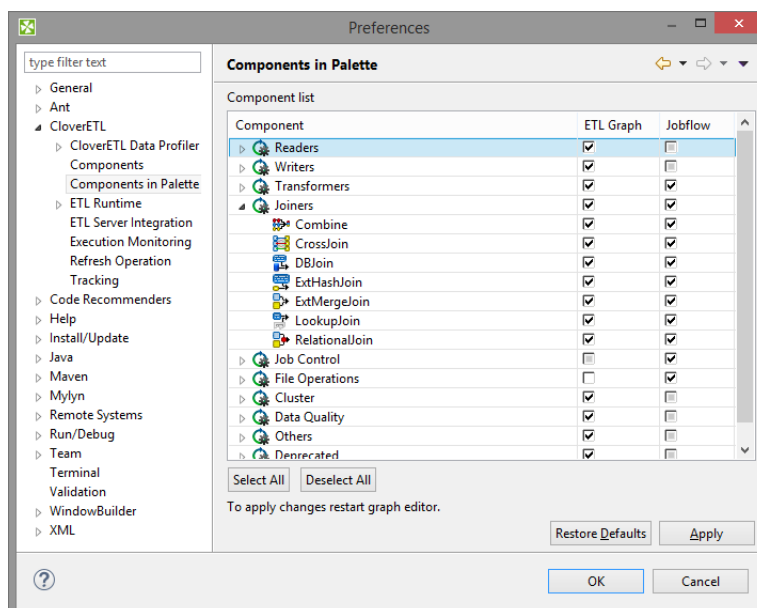 Preferences
type filter text
General
Ant
CloverETL
CloverETL Data Profiler
Components
Components in Palette
ETL Runtime
ETL Server Integration
Execution Monitoring
Refresh Operation
Tracking
Code Recommenders
Help
Install/Update
Java
Maven
Mylyn
Remote Systems
Run/Debug
Team
Terminal
Validation
WindowBuilder
XML
Components in Palette
Component list
Component ETL Graph Jobflow
Readers
Writers
Transformers
Joiners
Combine
CrossJoin
DBJoin
ExtHashJoin
ExtMergeJoin
LookupJoin
RelationalJoin
Job Control
File Operations
Cluster
Data Quality
Others
Deprecated
Select All Deselect All
To apply changes restart graph editor.
Restore Defaults Apply
OK Cancel